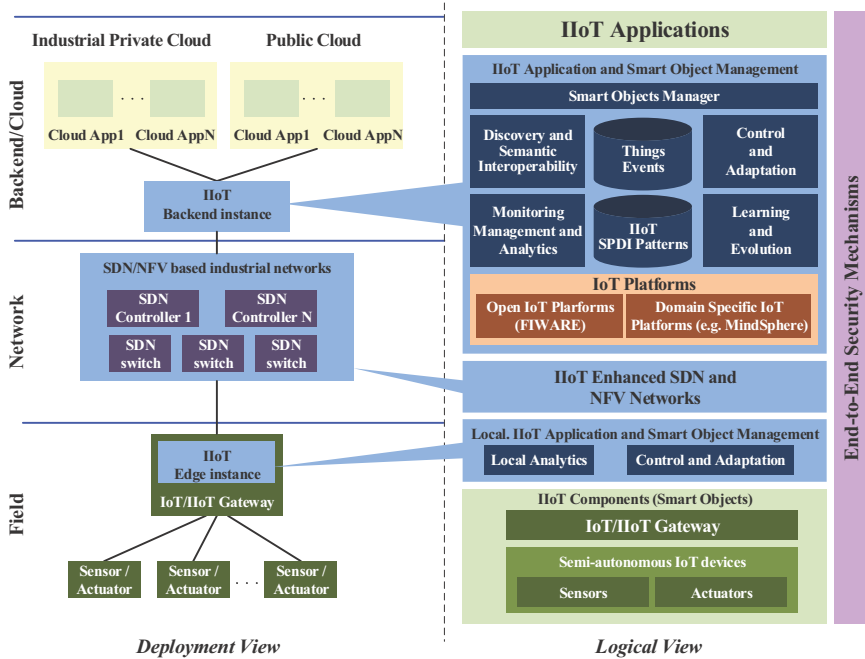 Industrial Private Cloud
Public Cloud
. . .
. . .
Cloud App1
Cloud AppN
Cloud App1
Cloud AppN
Backend/Cloud
IIoT
Backend instance
SDN/NFV based industrial networks
SDN
Controller 1
SDN
Controller N
SDN
switch
SDN
switch
SDN
switch
Network
IIoT
Edge instance
IoT/IIoT Gateway
Field
Sensor /
Actuator
Sensor /
Actuator
. . .
Sensor /
Actuator
Deployment View
IIoT Applications
IIoT Application and Smart Object Management
Smart Objects Manager
Discovery and
Semantic
Interoperability
Things
Events
Control
and
Adaptation
Monitoring
Management and
Analytics
IIoT
SPDI Patterns
Learning
and
Evolution
IoT Platforms
Open IoT Plarforms
(FIWARE)
Domain Specific IoT
Platforms (e.g. MindSphere)
IIoT Enhanced SDN and
NFV Networks
Local. IIoT Application and Smart Object Management
Local Analytics
Control and Adaptation
IIoT Components (Smart Objects)
IoT/IIoT Gateway
Semi-autonomous IoT devices
Sensors
Actuators
Logical View
End-to-End Security Mechanisms